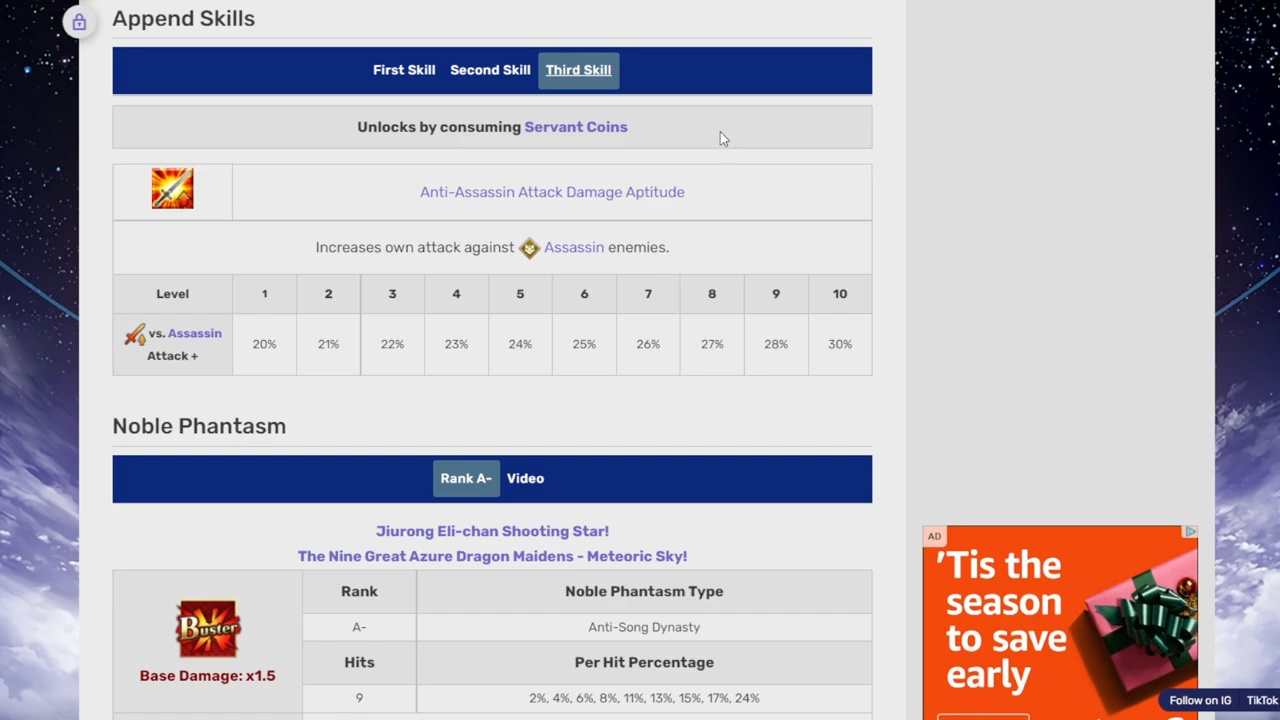 Append Skills
First Skill Second Skill Third Skill
Unlocks by consuming Servant Coins
Anti-Assassin Attack Damage Aptitude
Increases own attack against Assassin enemies.
Level 1 2 3 4 5 6 7 8 9 10
vs. Assassin
Attack + 20% 21% 22% 23% 24% 25% 26% 27% 28% 30%
Noble Phantasm
Rank A- Video
Jiurong Eli-chan Shooting Star!
The Nine Great Azure Dragon Maidens - Meteoric Sky!
Buster
Base Damage: x1.5
Rank Noble Phantasm Type
A- Anti-Song Dynasty
Hits Per Hit Percentage
9 2%, 4%, 6%, 8%, 11%, 13%, 15%, 17%, 24%
AD
'Tis the
season
to save
early
Follow on IG TikTok